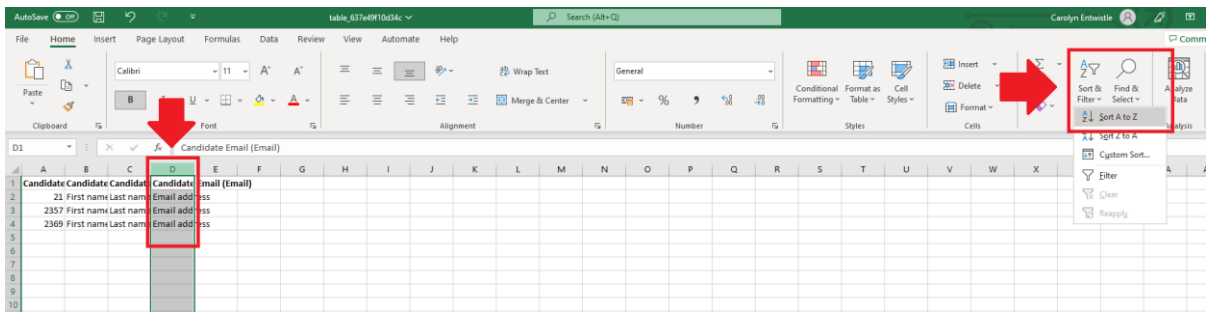 AutoSave Off table_637e49f10d34c Search (Alt+Q) Carolyn Entwistle
File Home Insert Page Layout Formulas Data Review View Automate Help Comm
Paste
Clipboard
Calibri 11 A A
B U A
Font
Wrap Text
Merge & Center
Alignment
General
%
Number
Conditional Formatting
Format as Table
Cell Styles
Styles
Insert
Delete
Format
Cells
Sort & Filter
Find & Select
Analyze Data
Analysis
Sort A to Z
Sort Z to A
Custom Sort...
Filter
Clear
Reapply
D1 fx Candidate Email (Email)
A B C D E F G H I J K L M N O P Q R S T U V W X
1 Candidate Candidate Candidat Candidate Email (Email)
2 21 First name Last name Email address
3 2357 First name Last name Email address
4 2369 First name Last name Email address
5
6
7
8
9
10